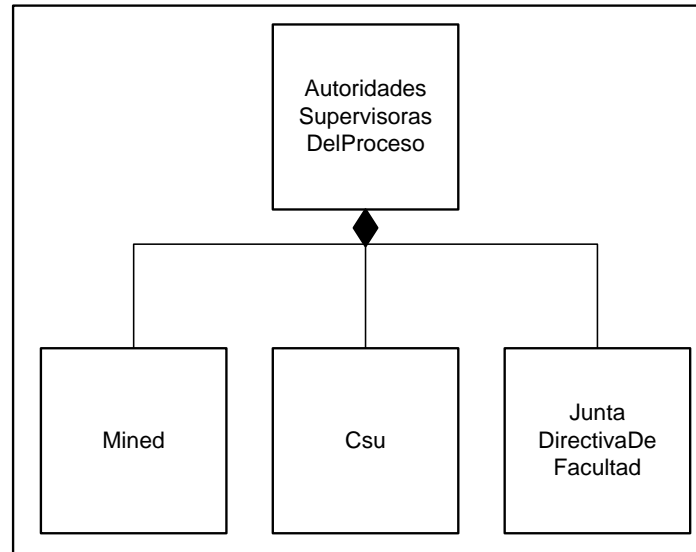 Autoridades
Supervisoras
DelProceso
Mined
Csu
Junta
DirectivaDe
Facultad